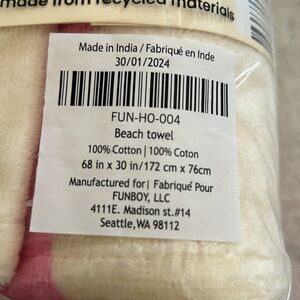 made from recycled materials
Made in India / Fabriqué en Inde
30/01/2024
FUN-HO-004
Beach towel
100% Cotton | 100% Coton
68 in x 30 in/172 cm x 76cm
Manufactured for| Fabriqué Pour
FUNBOY, LLC
4111E. Madison st.#14
Seattle,WA 98112